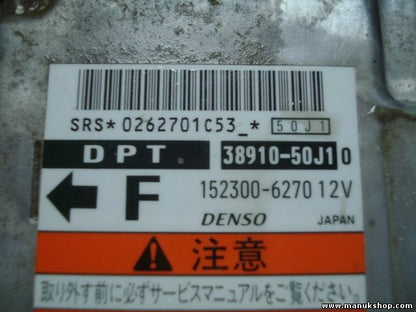 SRS*0262701C53_* 50J1
DPT 38910-50J10
F 152300-6270 12V
DENSO JAPAN
注意
取り外す前に必ずサービスマニュアルをご覧ください。
www.manukshop.com